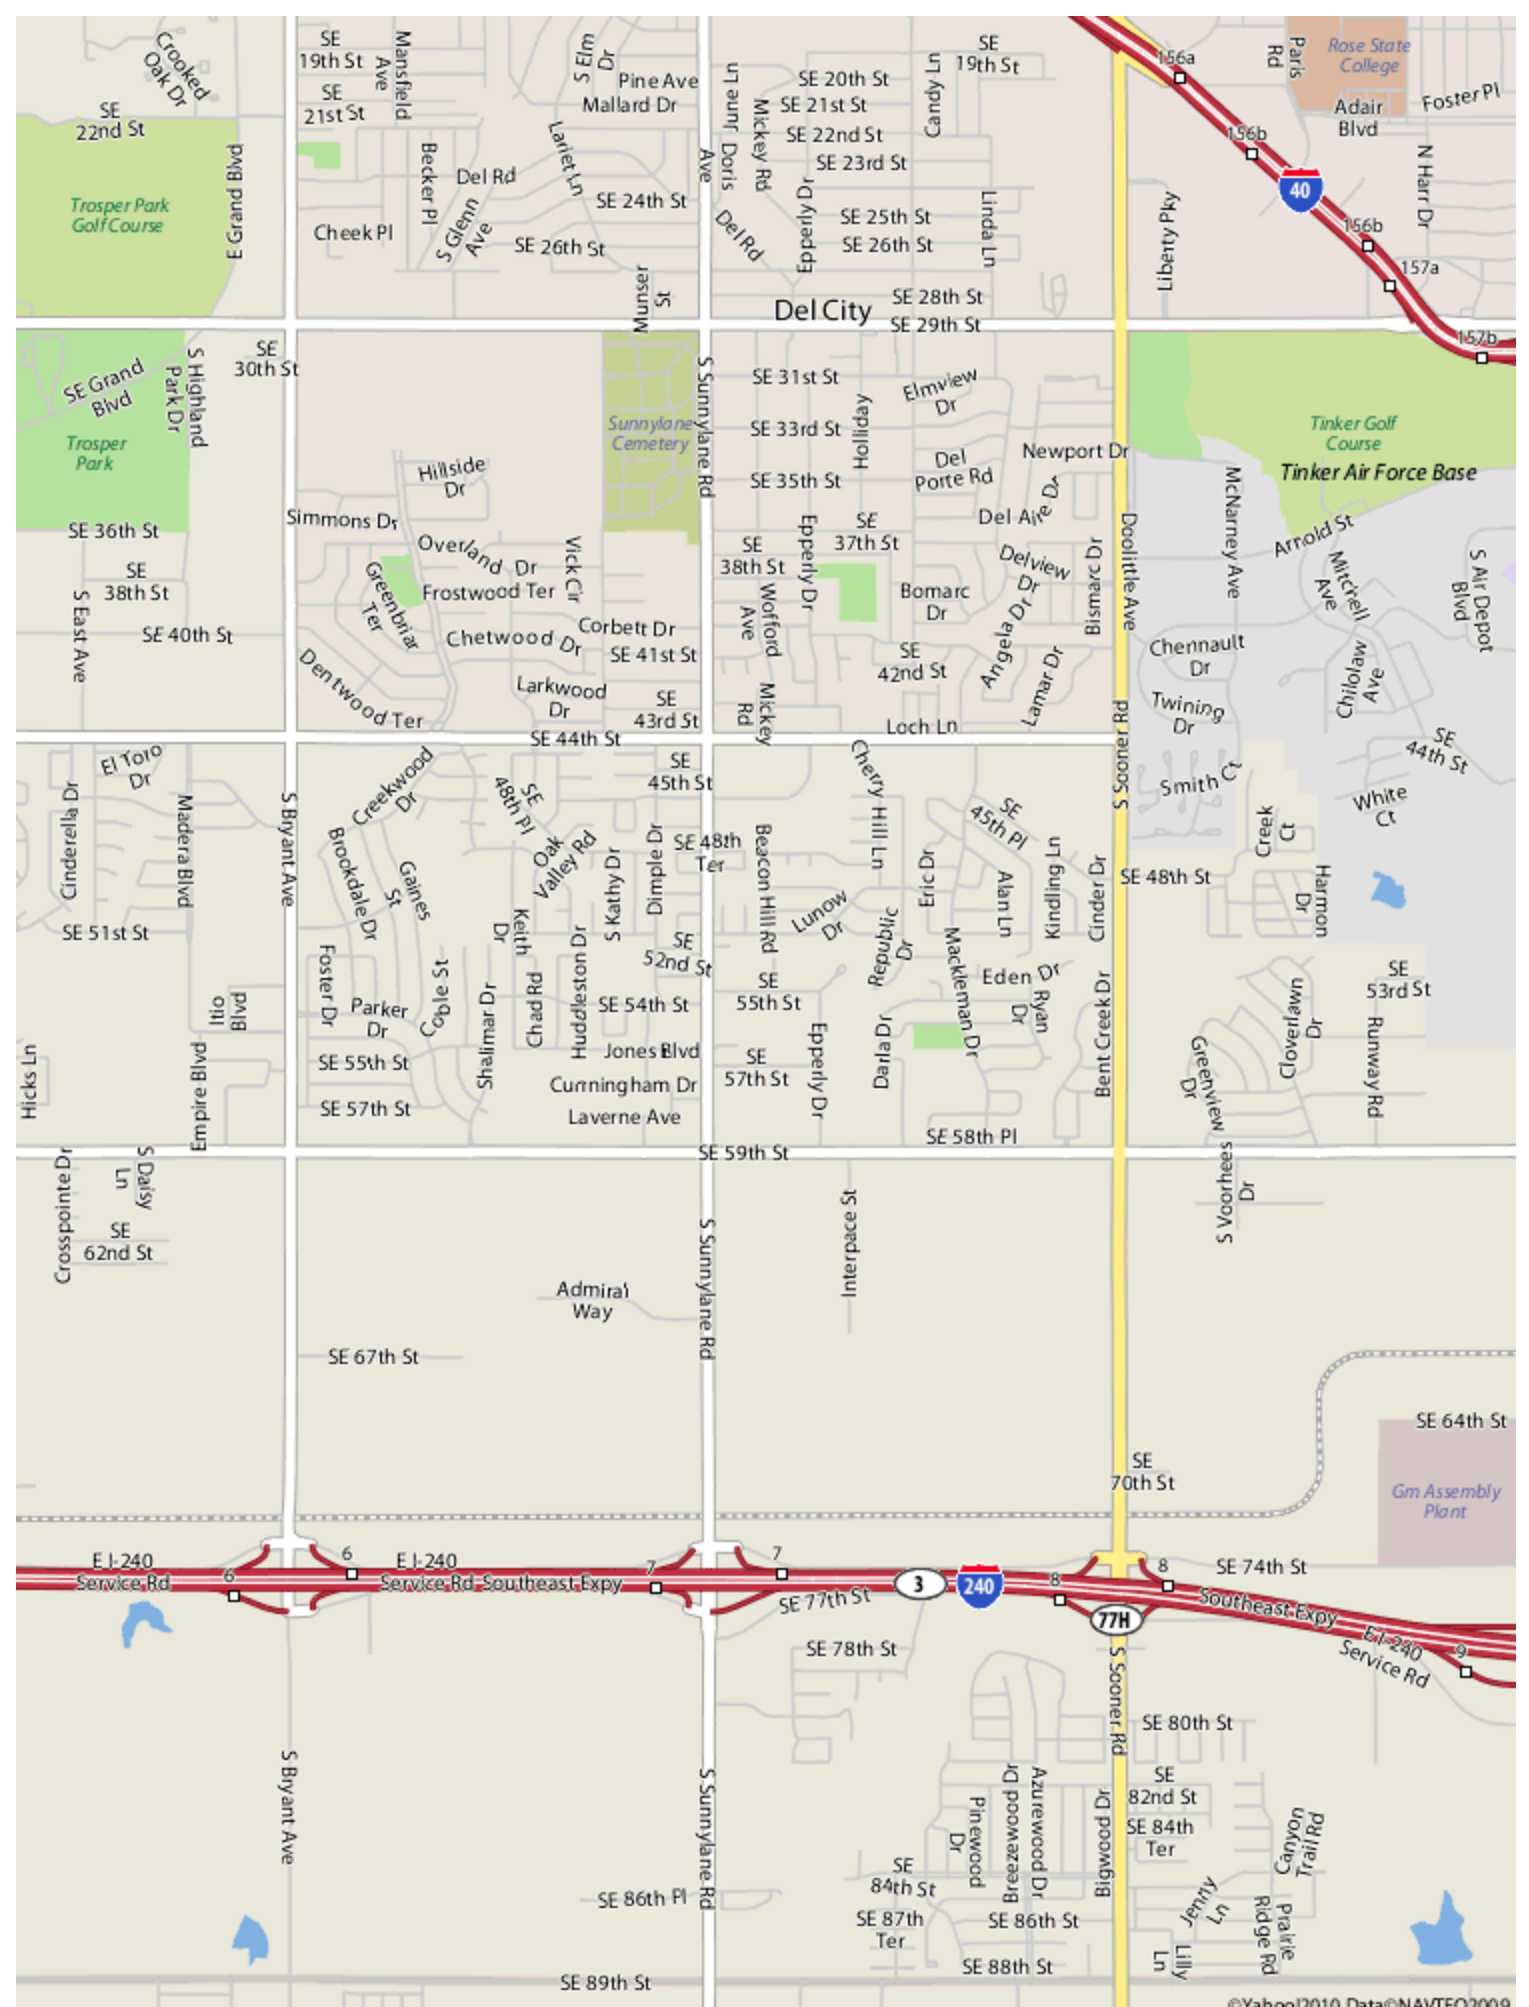 Crooked
Oak Dr
SE
19th St
Mansfield
Ave
S Elm
Dr
Pine Ave
Mallard Dr
June Ln
SE 20th St
SE 21st St
Candy Ln
SE
19th St
156a
Paris
Rd
Rose State
College
Adair
Blvd
Foster Pl
SE
22nd St
SE
21st St
Lariet Ln
Ave
Doris
Mickey Rd
SE 22nd St
SE 23rd St
156b
E Grand Blvd
Becker Pl
Del Rd
SE 24th St
Epperly Dr
SE 25th St
SE 26th St
Linda Ln
Liberty Pky
40
N Harr Dr
Trosper Park
Golf Course
Cheek Pl
S Glenn
Ave
SE 26th St
Del Rd
156b
157a
Munser
St
SE 28th St
Del City
SE 29th St
157b
SE
30th St
S Highland
Park Dr
SE Grand
Blvd
Trosper
Park
Sunnylane
Cemetery
S Sunnylane Rd
SE 31st St
SE 33rd St
SE 35th St
Holliday
Elmview
Dr
Del
Porte Rd
Newport Dr
Tinker Golf
Course
Tinker Air Force Base
Hillside
Dr
Simmons Dr
SE 36th St
Overland Dr
Vick Cir
Del Aire Dr
SE
37th St
SE
38th St
Epperly Dr
Delview
Dr
Bismarc Dr
Doolittle Ave
McNarney Ave
Arnold St
Mitchell
Ave
S Air Depot
Blvd
SE
38th St
S East Ave
SE 40th St
Greenbriar
Ter
Frostwood Ter
Chetwood Dr
Corbett Dr
SE 41st St
Wofford
Ave
Bomarc
Dr
SE
42nd St
Angela Dr
Lamar Dr
Chennault
Dr
Chilolaw
Ave
Dentwood Ter
Larkwood
Dr
SE
43rd St
Mickey
Rd
Loch Ln
Twining
Dr
SE
44th St
SE 44th St
El Toro
Dr
Creekwood
Dr
SE
45th St
Cherry Hill Ln
S Sooner Rd
Smith Ct
White
Ct
Cinderella Dr
Madera Blvd
S Bryant Ave
Brookdale Dr
Gaines
St
SE
48th Pl
Oak
Valley Rd
S Kathy Dr
Dimple Dr
SE 48th
Ter
Beacon Hill Rd
SE
45th Pl
Eric Dr
Alan Ln
Kindling Ln
Cinder Dr
SE 48th St
Creek
Ct
Harmon
Dr
SE 51st St
Keith
Dr
Lunow
Dr
Republic
Dr
Mackleman Dr
SE
52nd St
SE
55th St
Eden Dr
Ryan
Dr
Bent Creek Dr
SE
53rd St
Itio
Blvd
Foster Dr
Parker
Dr
Coble St
Shalimar Dr
Chad Rd
Huddleston Dr
SE 54th St
Cloverlawn
Dr
Runway Rd
Hicks Ln
Empire Blvd
SE 55th St
Jones Blvd
SE
57th St
Epperly Dr
Darla Dr
Greenview
Dr
SE 57th St
Cunningham Dr
Laverne Ave
SE 58th Pl
SE 59th St
Crosspointe Dr
S Daisy
Ln
SE
62nd St
S Voorhees
Dr
Interpace St
S Sunnylane Rd
Admiral
Way
SE 67th St
SE 64th St
SE
70th St
Gm Assembly
Plant
E I-240
Service Rd
6
6
E I-240
Service Rd
Southeast Expy
7
7
SE 77th St
3
240
8
8
SE 74th St
77H
Southeast Expy
E I-240
Service Rd
9
SE 78th St
S Sooner Rd
SE 80th St
S Bryant Ave
S Sunnylane Rd
Pinewood
Dr
Breezewood Dr
Azurewood Dr
Bigwood Dr
SE
82nd St
SE 84th
Ter
Canyon
Trail Rd
SE
84th St
SE 86th Pl
SE 87th
Ter
SE 86th St
Jenny
Ln
Prairie
Ridge Rd
SE 88th St
Lilly
Ln
SE 89th St
©Yahoo!2010 Data©NAVTEQ2009